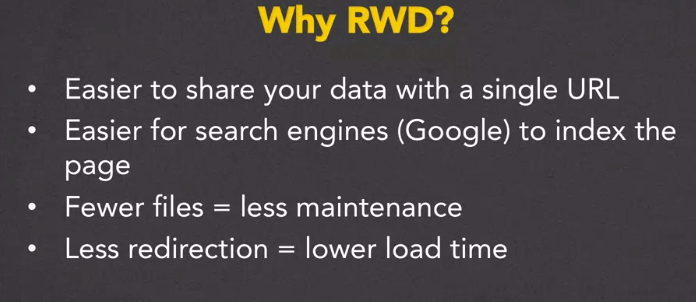 Why RWD?
• Easier to share your data with a single URL
• Easier for search engines (Google) to index the
page
• Fewer files = less maintenance
• Less redirection = lower load time